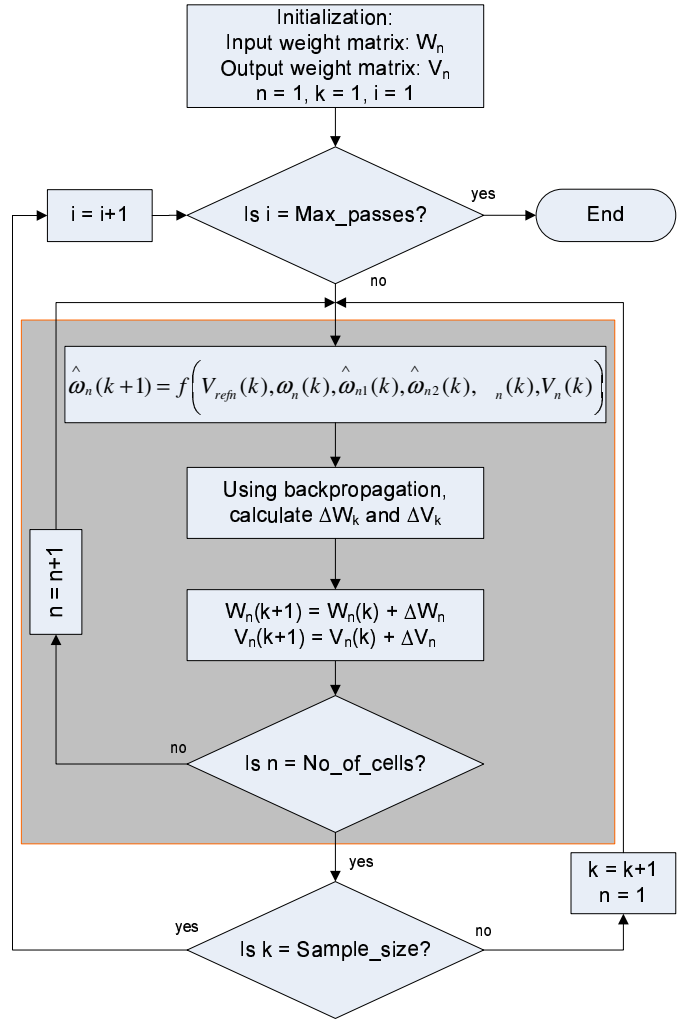 Initialization:
Input weight matrix: Wₙ
Output weight matrix: Vₙ
n = 1, k = 1, i = 1
i = i+1
Is i = Max_passes?
yes
End
no
ω̂ₙ(k+1) = f(V_refn(k), ωₙ(k), ω̂ₙ₁(k), ω̂ₙ₂(k), ₙ(k), Vₙ(k))
Using backpropagation,
calculate ΔWₖ and ΔVₖ
n = n+1
Wₙ(k+1) = Wₙ(k) + ΔWₙ
Vₙ(k+1) = Vₙ(k) + ΔVₙ
no
Is n = No_of_cells?
yes
k = k+1
n = 1
yes
Is k = Sample_size?
no